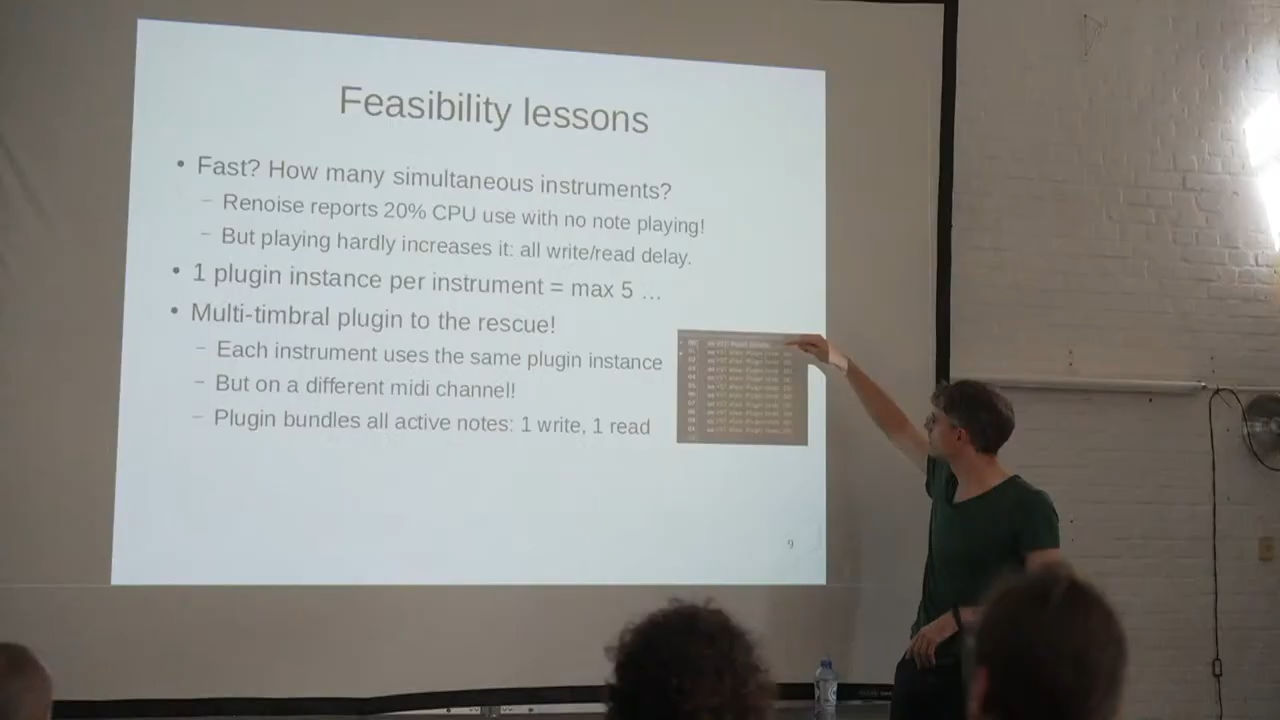 Feasibility lessons
• Fast? How many simultaneous instruments?
– Renoise reports 20% CPU use with no note playing!
– But playing hardly increases it: all write/read delay.
• 1 plugin instance per instrument = max 5 …
• Multi-timbral plugin to the rescue!
– Each instrument uses the same plugin instance
– But on a different midi channel!
– Plugin bundles all active notes: 1 write, 1 read
9